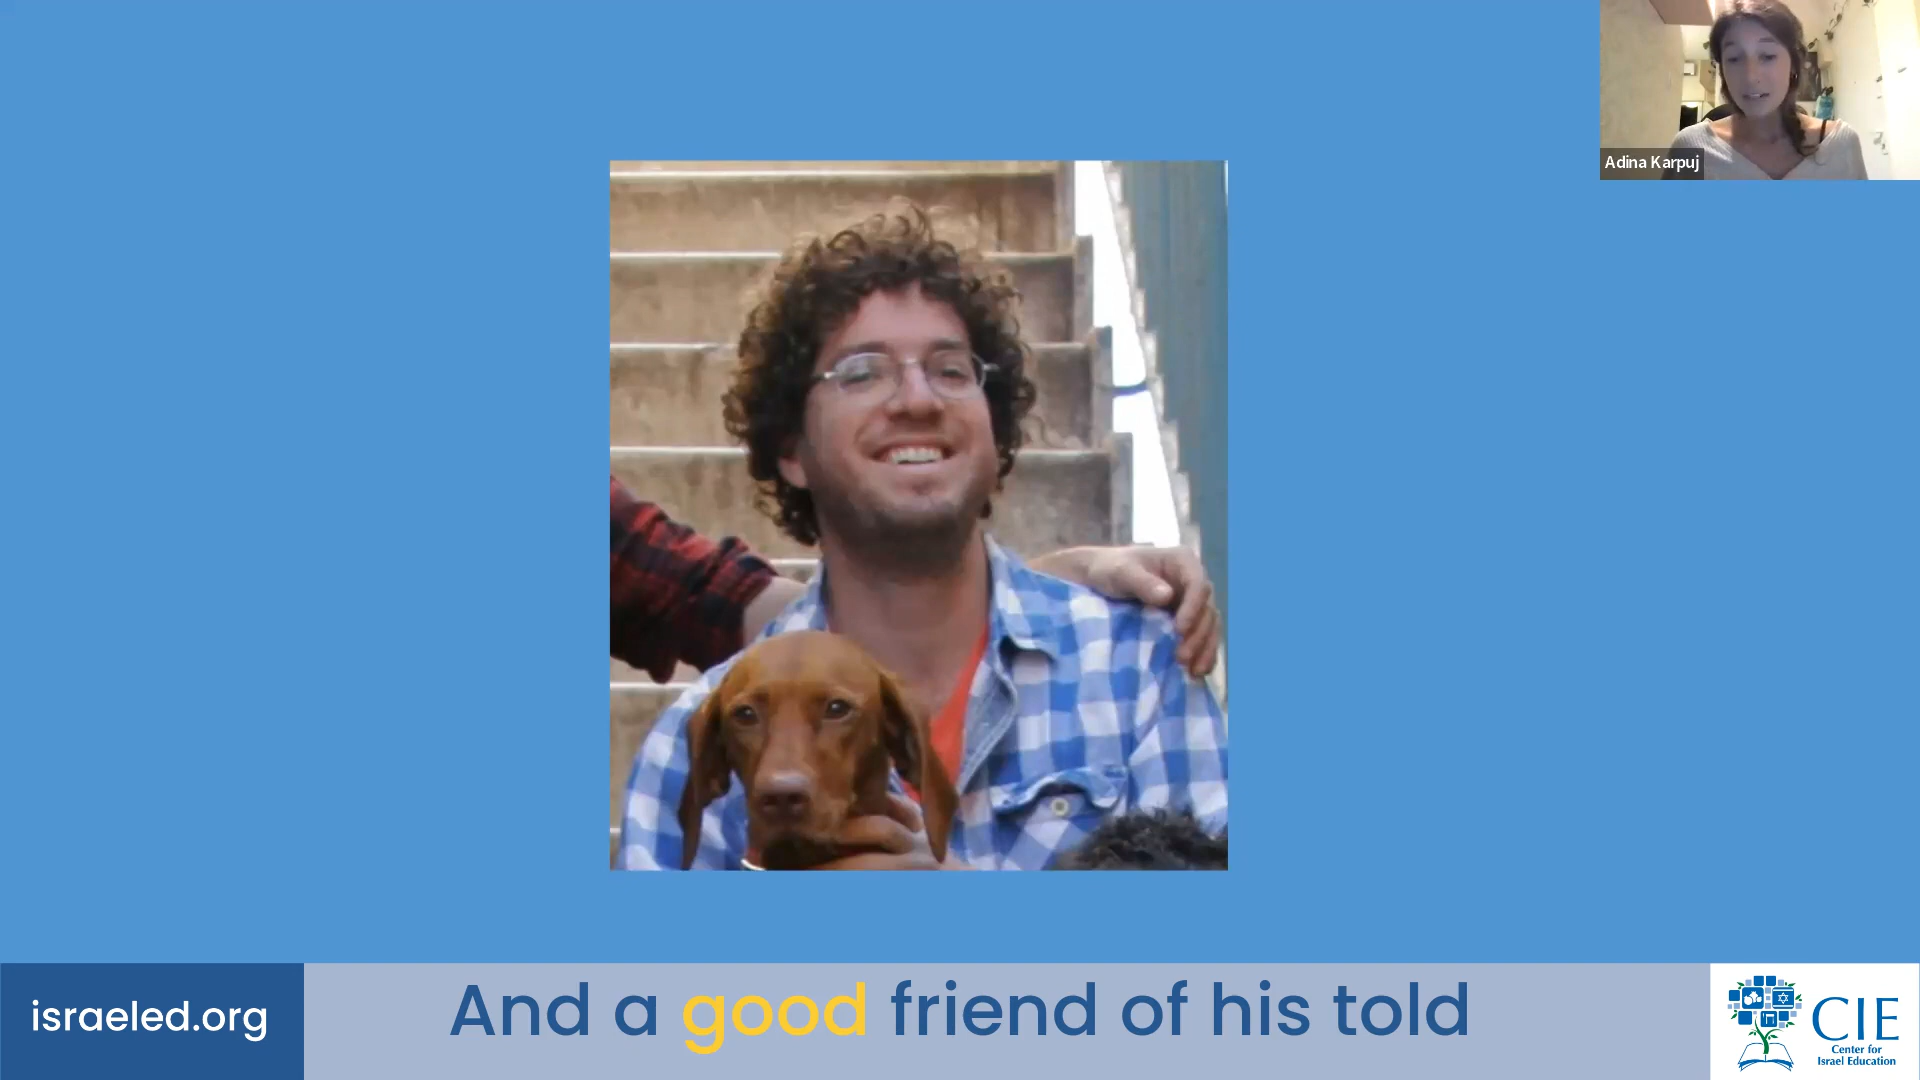 Adina Karpuj
israeled.org
And a good friend of his told
CIE
Center for
Israel Education